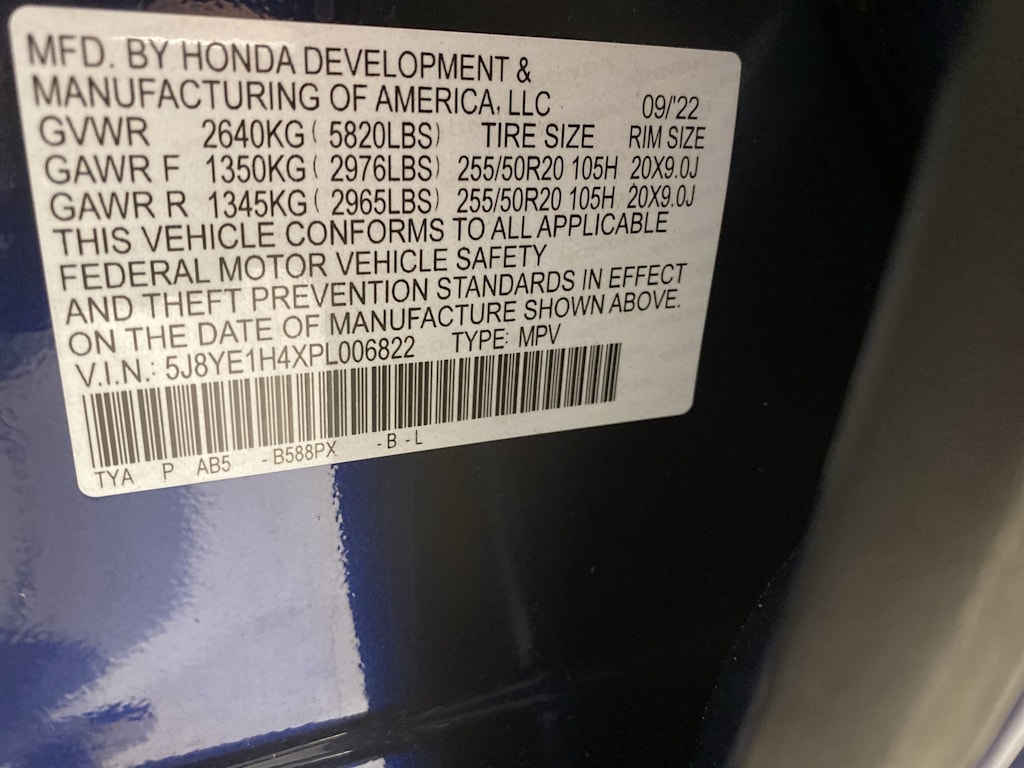 MFD. BY HONDA DEVELOPMENT &
MANUFACTURING OF AMERICA, LLC 09/'22
GVWR 2640KG ( 5820LBS) TIRE SIZE RIM SIZE
GAWR F 1350KG ( 2976LBS) 255/50R20 105H 20X9.0J
GAWR R 1345KG ( 2965LBS) 255/50R20 105H 20X9.0J
THIS VEHICLE CONFORMS TO ALL APPLICABLE
FEDERAL MOTOR VEHICLE SAFETY
AND THEFT PREVENTION STANDARDS IN EFFECT
ON THE DATE OF MANUFACTURE SHOWN ABOVE.
V.I.N.: 5J8YE1H4XPL006822 TYPE: MPV
TYA P AB5 -B588PX -B -L